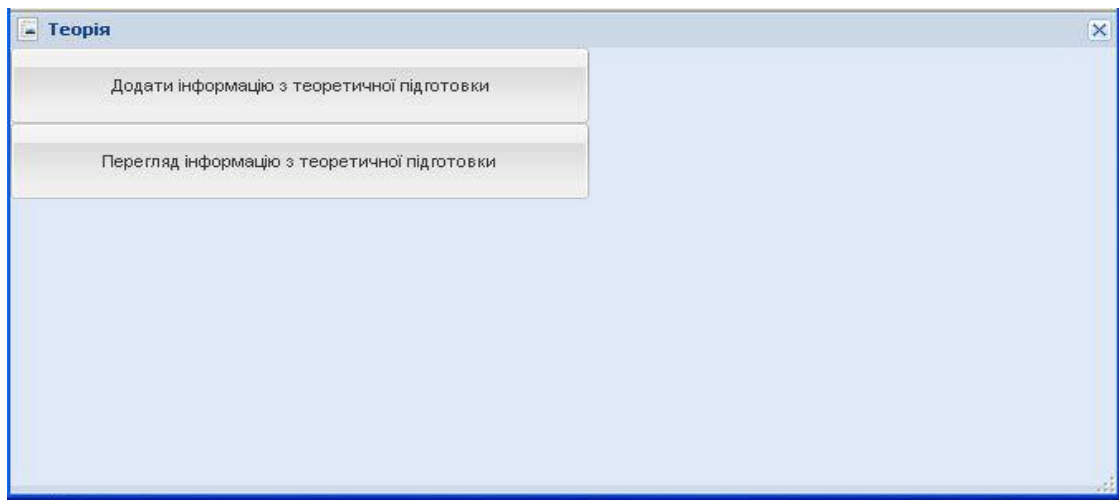 Теорія
Додати інформацію з теоретичної підготовки
Перегляд інформацію з теоретичної підготовки